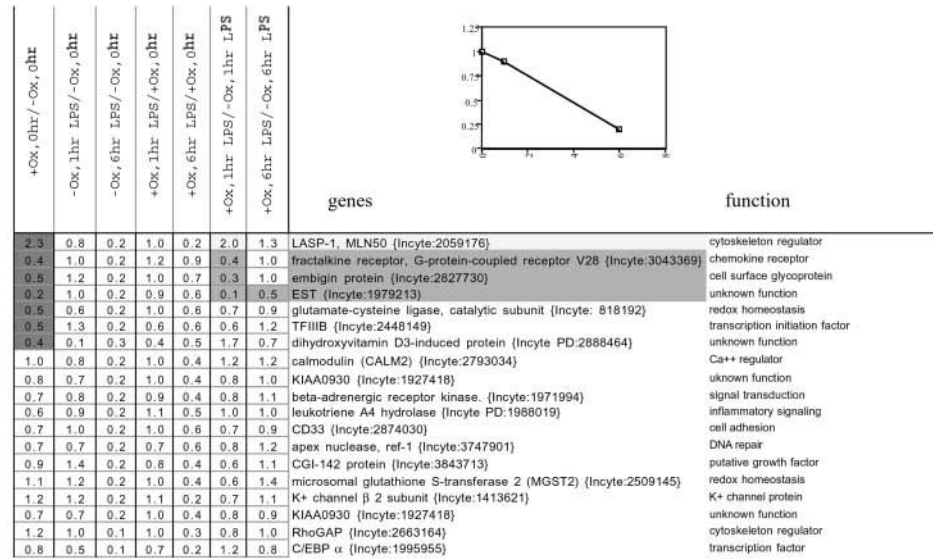 +Ox, 0hr/-Ox, 0hr
-Ox, 1hr LPS/-Ox, 0hr
-Ox, 6hr LPS/-Ox, 0hr
+Ox, 1hr LPS/+Ox, 0hr
+Ox, 6hr LPS/+Ox, 0hr
+Ox, 1hr LPS/-Ox, 1hr LPS
+Ox, 6hr LPS/-Ox, 6hr LPS
1.25
1
0.75
0.5
0.25
0
0 2 4 6 8
genes function
2.3 0.8 0.2 1.0 0.2 2.0 1.3 LASP-1, MLN50 {Incyte:2059176} cytoskeleton regulator
0.4 1.0 0.2 1.2 0.9 0.4 1.0 fractalkine receptor, G-protein-coupled receptor V28 {Incyte:3043369} chemokine receptor
0.5 1.2 0.2 1.0 0.7 0.3 1.0 embigin protein {Incyte:2827730} cell surface glycoprotein
0.2 1.0 0.2 0.9 0.6 0.1 0.5 EST {Incyte:1979213} unknown function
0.5 0.6 0.2 1.0 0.6 0.7 0.9 glutamate-cysteine ligase, catalytic subunit {Incyte: 818192} redox homeostasis
0.5 1.3 0.2 0.6 0.6 0.6 1.2 TFIIIB {Incyte:2448149} transcription initiation factor
0.4 0.1 0.3 0.4 0.5 1.7 0.7 dihydroxyvitamin D3-induced protein {Incyte PD:2888464} unknown function
1.0 0.8 0.2 1.0 0.4 1.2 1.2 calmodulin (CALM2) {Incyte:2793034} Ca++ regulator
0.8 0.7 0.2 1.0 0.4 0.8 1.0 KIAA0930 {Incyte:1927418} uknown function
0.7 0.8 0.2 0.9 0.4 0.8 1.1 beta-adrenergic receptor kinase. {Incyte:1971994} signal transduction
0.6 0.9 0.2 1.1 0.5 1.0 1.0 leukotriene A4 hydrolase {Incyte PD:1988019} inflammatory signaling
0.7 1.0 0.2 1.0 0.6 0.7 0.9 CD33 {Incyte:2874030} cell adhesion
0.7 0.7 0.2 0.7 0.6 0.8 1.2 apex nuclease, ref-1 {Incyte:3747901} DNA repair
0.9 1.4 0.2 0.8 0.4 0.6 1.1 CGI-142 protein {Incyte:3843713} putative growth factor
1.1 1.2 0.2 1.0 0.4 0.6 1.4 microsomal glutathione S-transferase 2 (MGST2) {Incyte:2509145} redox homeostasis
1.2 1.2 0.2 1.1 0.2 0.7 1.1 K+ channel β 2 subunit {Incyte:1413621} K+ channel protein
0.7 0.7 0.2 1.0 0.4 0.8 0.9 KIAA0930 {Incyte:1927418} unknown function
1.2 1.0 0.1 1.0 0.3 0.8 1.0 RhoGAP {Incyte:2663164} cytoskeleton regulator
0.8 0.5 0.1 0.7 0.2 1.2 0.8 C/EBP α {Incyte:1995955} transcription factor